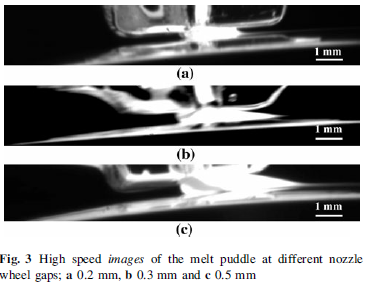 1 mm
(a)
1 mm
(b)
1 mm
(c)
Fig. 3 High speed images of the melt puddle at different nozzle
wheel gaps; a 0.2 mm, b 0.3 mm and c 0.5 mm